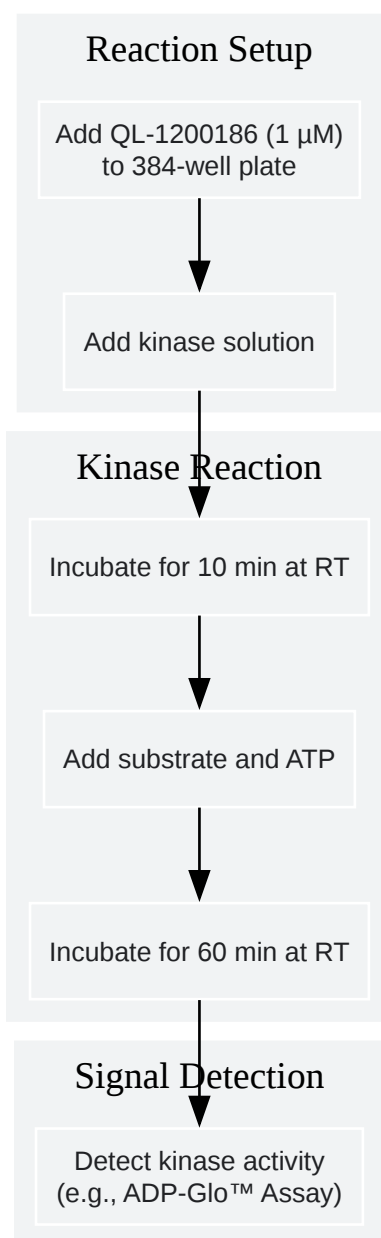 Reaction Setup
Add QL-1200186 (1 µM)
to 384-well plate
Add kinase solution
Kinase Reaction
Incubate for 10 min at RT
Add substrate and ATP
Incubate for 60 min at RT
Signal Detection
Detect kinase activity
(e.g., ADP-Glo™ Assay)